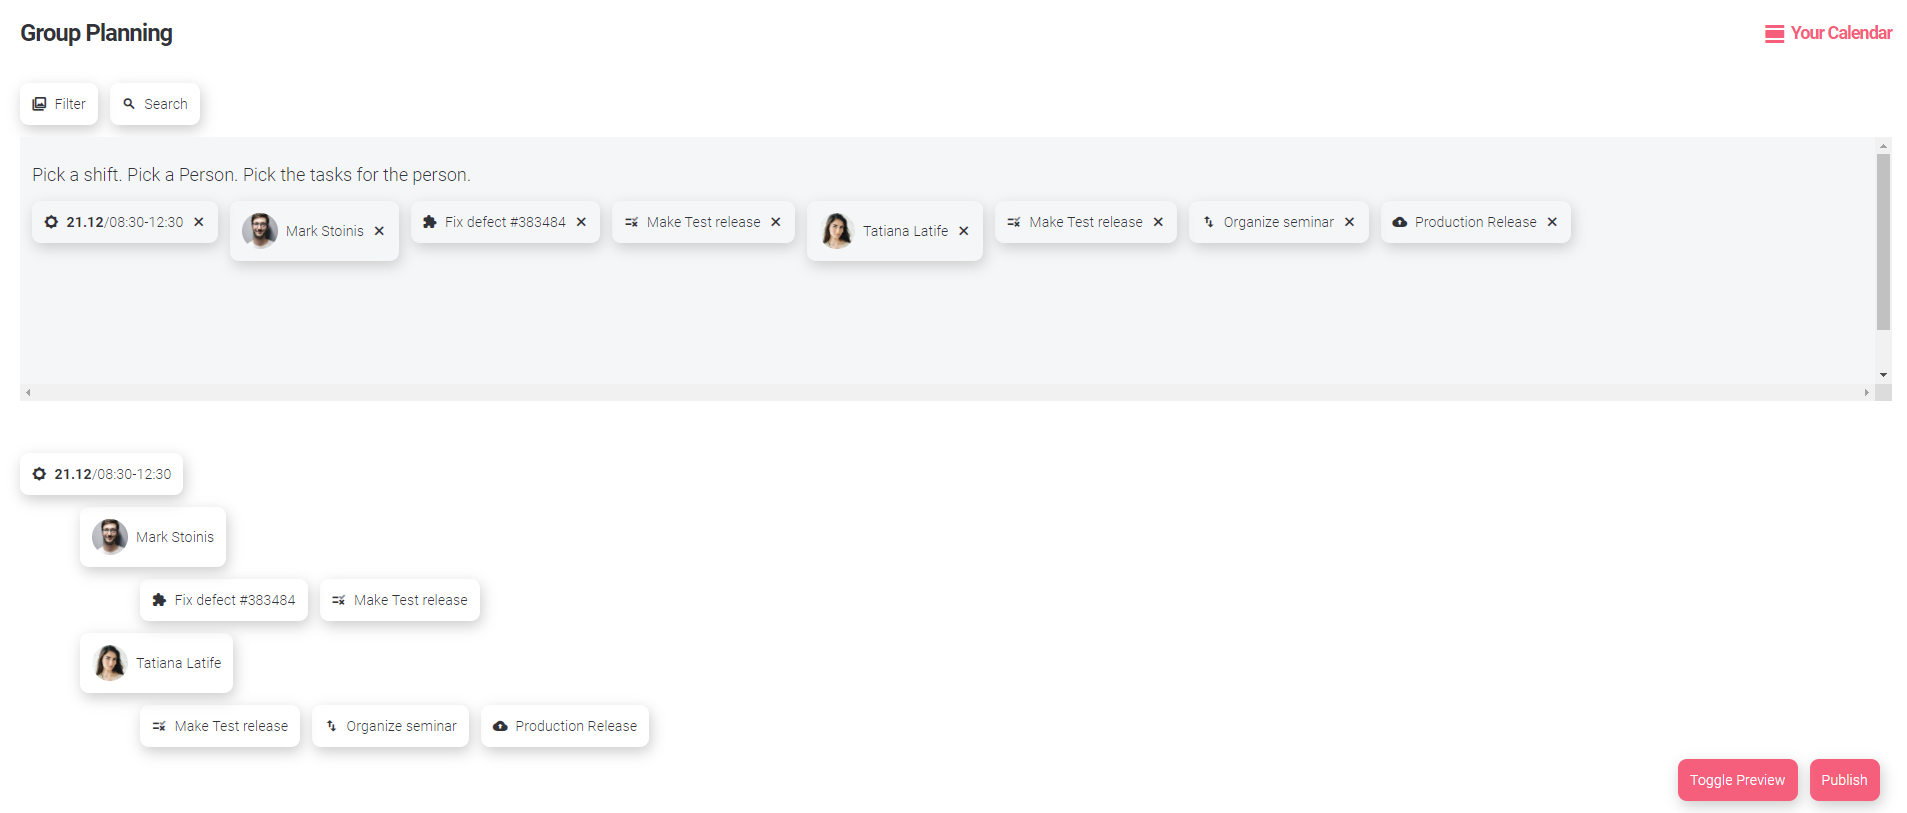 Group Planning
Your Calendar
Filter
Search
Pick a shift. Pick a Person. Pick the tasks for the person.
21.12/08:30-12:30
Mark Stoinis
Fix defect #383484
Make Test release
Tatiana Latife
Make Test release
Organize seminar
Production Release
21.12/08:30-12:30
Mark Stoinis
Fix defect #383484
Make Test release
Tatiana Latife
Make Test release
Organize seminar
Production Release
Toggle Preview
Publish